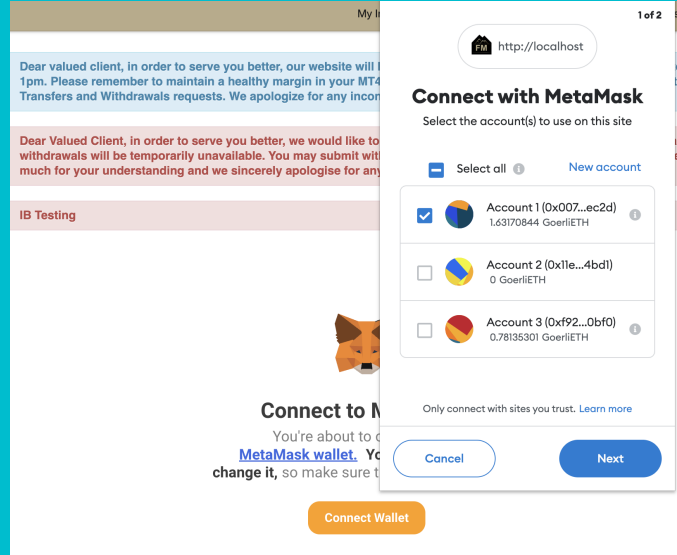 My
1 of 2
FM http://localhost
Dear valued client, in order to serve you better, our website will
1pm. Please remember to maintain a healthy margin in your MT4
Transfers and Withdrawals requests. We apologize for any
Connect with MetaMask
Select the account(s) to use on this site
Dear Valued Client, in order to serve you better, we would like to
withdrawals will be temporarily unavailable. You may submit
much for your understanding and we sincerely apologise for any
Select all
New account
IB Testing
Account 1 (0x007...ec2d)
1.63170844 GoerliETH
Account 2 (0x11e...4bd1)
0 GoerliETH
Account 3 (0xf92...0bf0)
0.78135301 GoerliETH
Connect to
Only connect with sites you trust. Learn more
You're about to
MetaMask wallet.
change it, so make sure
Cancel
Next
Connect Wallet